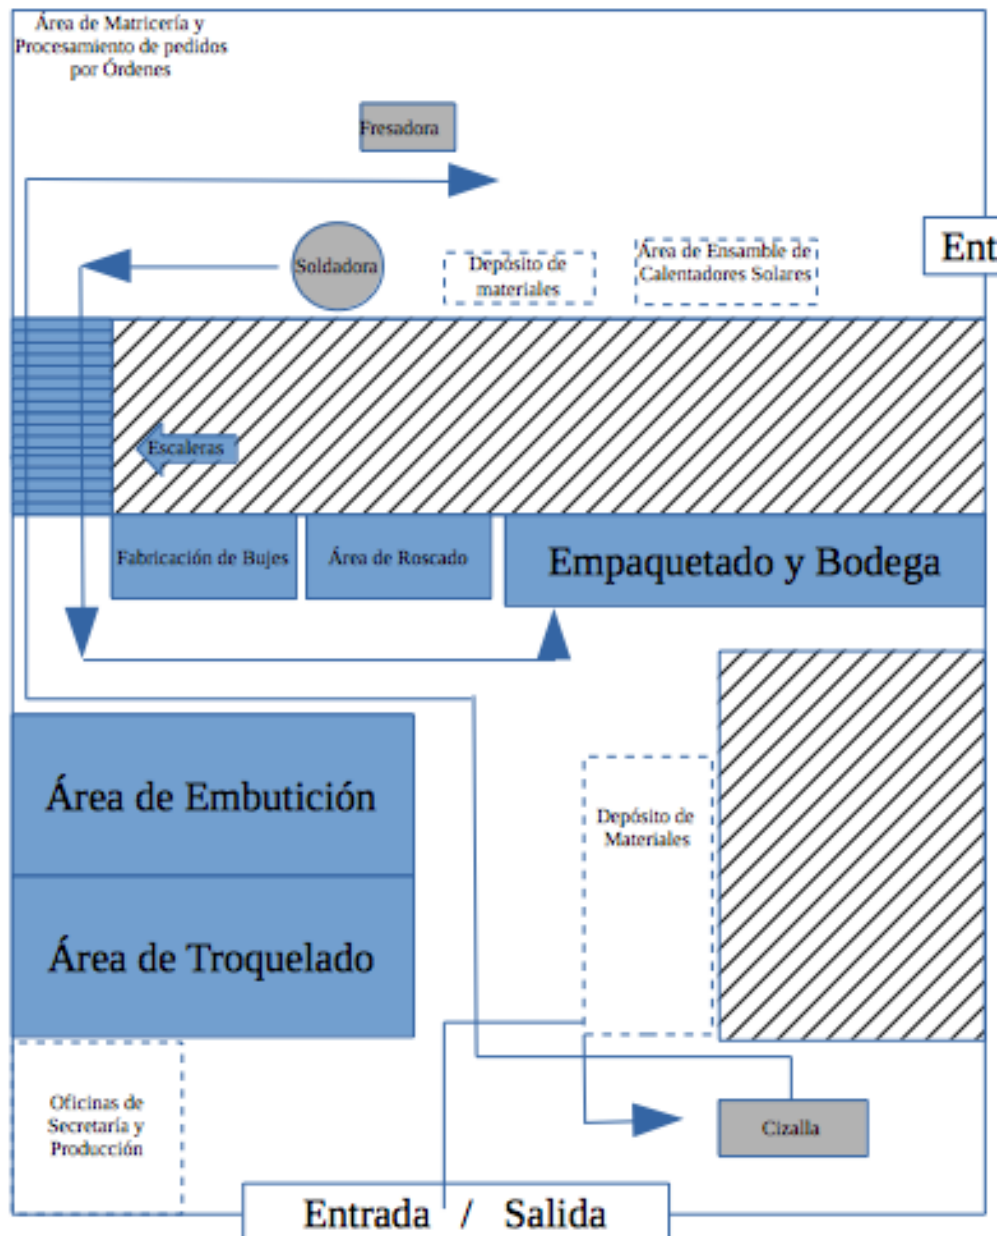 Área de Matricería y
Procesamiento de pedidos
por Órdenes
Fresadora
Soldadora
Depósito de
materiales
Área de Ensamble de
Calentadores Solares
Ent
Escaleras
Fabricación de Bujes
Área de Roscado
Empaquetado y Bodega
Área de Embutición
Depósito de
Materiales
Área de Troquelado
Oficinas de
Secretaría y
Producción
Cizalla
Entrada / Salida